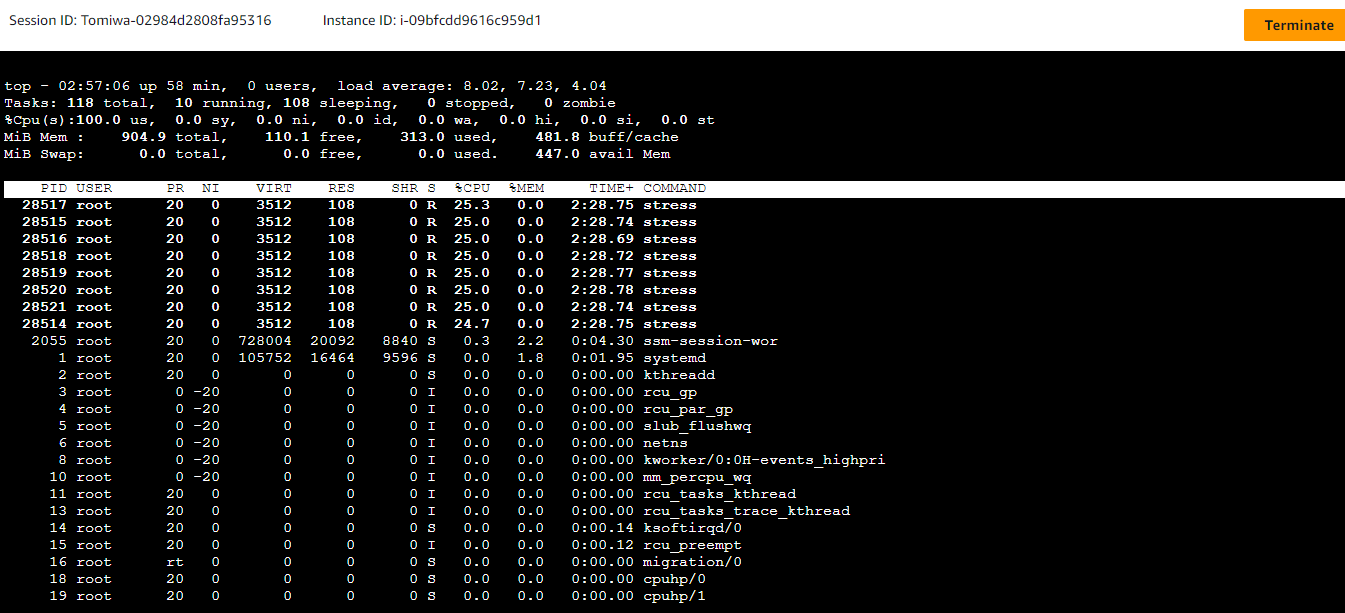 Session ID: Tomiwa-02984d2808fa95316 Instance ID: i-09bfcdd9616c959d1 Terminate
top - 02:57:06 up 58 min,  0 users,  load average: 8.02, 7.23, 4.04
Tasks: 118 total,  10 running, 108 sleeping,   0 stopped,   0 zombie
%Cpu(s):100.0 us,  0.0 sy,  0.0 ni,  0.0 id,  0.0 wa,  0.0 hi,  0.0 si,  0.0 st
MiB Mem :    904.9 total,    110.1 free,    313.0 used,    481.8 buff/cache
MiB Swap:      0.0 total,      0.0 free,      0.0 used.    447.0 avail Mem
PID USER PR NI VIRT RES SHR S %CPU %MEM TIME+ COMMAND
28517 root 20 0 3512 108 0 R 25.3 0.0 2:28.75 stress
28515 root 20 0 3512 108 0 R 25.0 0.0 2:28.74 stress
28516 root 20 0 3512 108 0 R 25.0 0.0 2:28.69 stress
28518 root 20 0 3512 108 0 R 25.0 0.0 2:28.72 stress
28519 root 20 0 3512 108 0 R 25.0 0.0 2:28.77 stress
28520 root 20 0 3512 108 0 R 25.0 0.0 2:28.78 stress
28521 root 20 0 3512 108 0 R 25.0 0.0 2:28.74 stress
28514 root 20 0 3512 108 0 R 24.7 0.0 2:28.75 stress
2055 root 20 0 728004 20092 8840 S 0.3 2.2 0:04.30 ssm-session-wor
1 root 20 0 105752 16464 9596 S 0.0 1.8 0:01.95 systemd
2 root 20 0 0 0 0 S 0.0 0.0 0:00.00 kthreadd
3 root 0 -20 0 0 0 I 0.0 0.0 0:00.00 rcu_gp
4 root 0 -20 0 0 0 I 0.0 0.0 0:00.00 rcu_par_gp
5 root 0 -20 0 0 0 I 0.0 0.0 0:00.00 slub_flushwq
6 root 0 -20 0 0 0 I 0.0 0.0 0:00.00 netns
8 root 0 -20 0 0 0 I 0.0 0.0 0:00.00 kworker/0:0H-events_highpri
10 root 0 -20 0 0 0 I 0.0 0.0 0:00.00 mm_percpu_wq
11 root 20 0 0 0 0 I 0.0 0.0 0:00.00 rcu_tasks_kthread
13 root 20 0 0 0 0 I 0.0 0.0 0:00.00 rcu_tasks_trace_kthread
14 root 20 0 0 0 0 S 0.0 0.0 0:00.14 ksoftirqd/0
15 root 20 0 0 0 0 I 0.0 0.0 0:00.12 rcu_preempt
16 root rt 0 0 0 0 S 0.0 0.0 0:00.00 migration/0
18 root 20 0 0 0 0 S 0.0 0.0 0:00.00 cpuhp/0
19 root 20 0 0 0 0 S 0.0 0.0 0:00.00 cpuhp/1